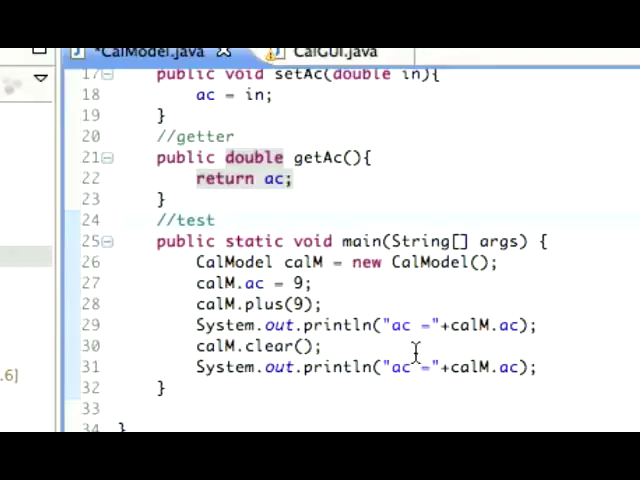 *CalModel.java
CalGUI.java
17 public void setAc(double in){
18 ac = in;
19 }
20 //getter
21 public double getAc(){
22 return ac;
23 }
24 //test
25 public static void main(String[] args) {
26 CalModel calM = new CalModel();
27 calM.ac = 9;
28 calM.plus(9);
29 System.out.println("ac ="+calM.ac);
30 calM.clear();
31 System.out.println("ac ="+calM.ac);
32 }
33
34 }
.6]